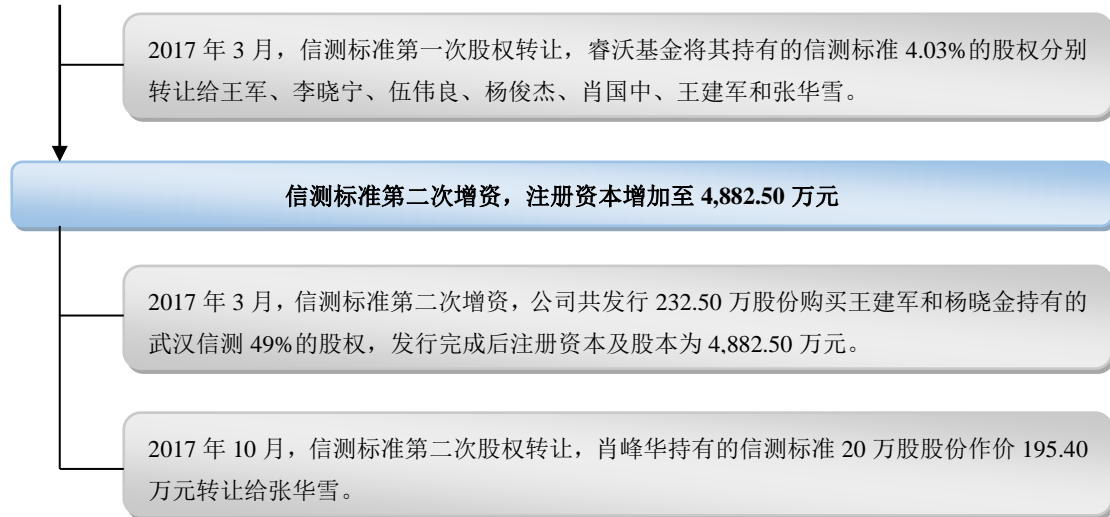 2017 年 3 月，信测标准第一次股权转让，睿沃基金将其持有的信测标准 4.03%的股权分别
转让给王军、李晓宁、伍伟良、杨俊杰、肖国中、王建军和张华雪。
信测标准第二次增资，注册资本增加至 4,882.50 万元
2017 年 3 月，信测标准第二次增资，公司共发行 232.50 万股份购买王建军和杨晓金持有的
武汉信测 49%的股权，发行完成后注册资本及股本为 4,882.50 万元。
2017 年 10 月，信测标准第二次股权转让，肖峰华持有的信测标准 20 万股股份作价 195.40
万元转让给张华雪。